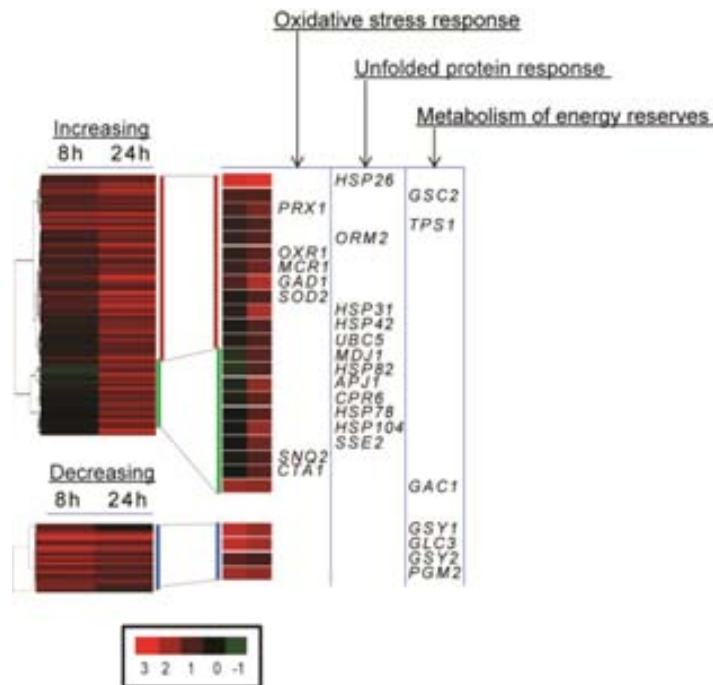 Oxidative stress response
Unfolded protein response
Metabolism of energy reserves
Increasing
8h 24h
HSP26
GSC2
PRX1
TPS1
ORM2
OXR1
MCR1
GAD1
SOD2
HSP31
HSP42
UBC5
MDJ1
HSP82
APJ1
CPR6
HSP78
HSP104
SSE2
SNQ2
CTA1
GAC1
Decreasing
8h 24h
GSY1
GLC3
GSY2
PGM2
3 2 1 0 -1